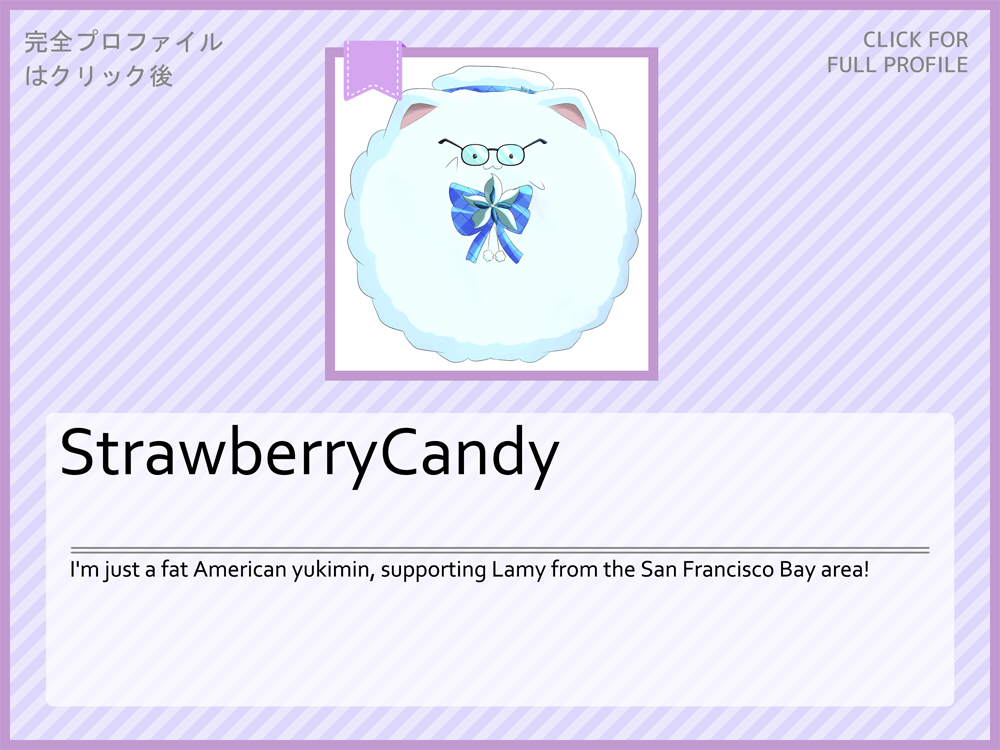 完全プロファイル
はクリック後
CLICK FOR
FULL PROFILE
StrawberryCandy
I'm just a fat American yukimin, supporting Lamy from the San Francisco Bay area!